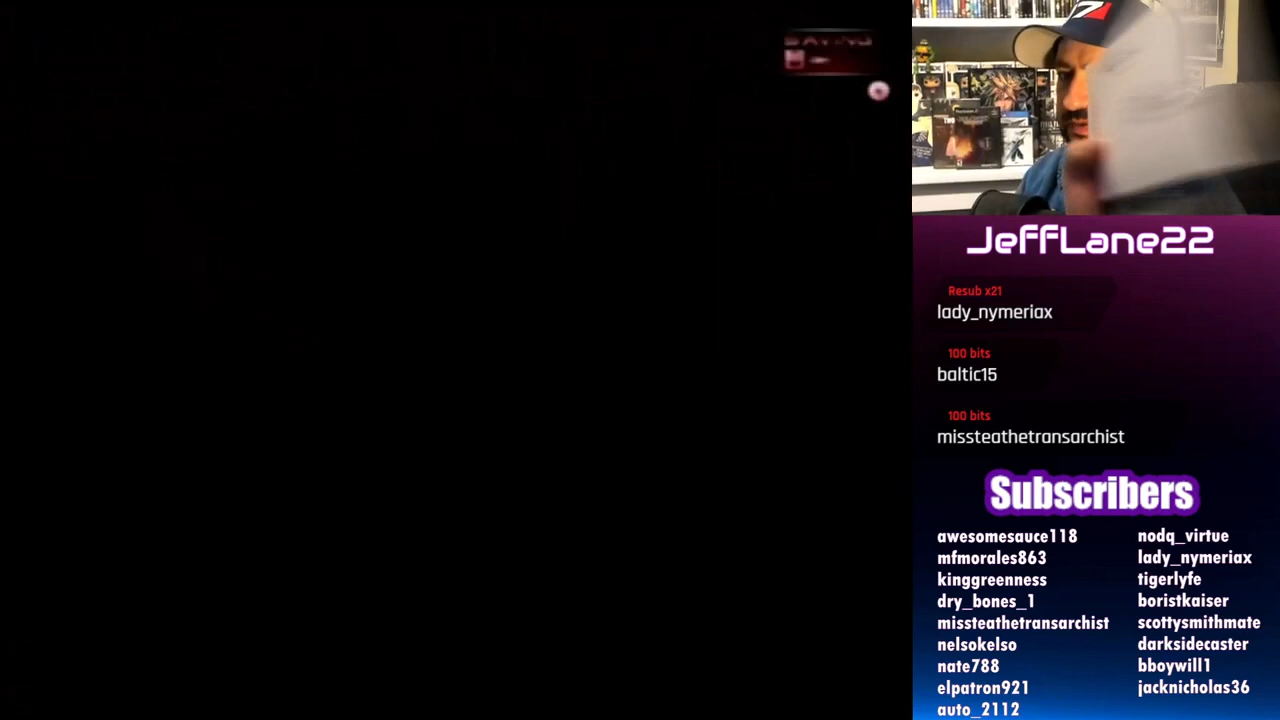 SAVING
JeffLane22
Resub x21
lady_nymeriax
100 bits
baltic15
100 bits
missteathetransarchist
Subscribers
awesomesauce118
mfmorales863
kinggreenness
dry_bones_1
missteathetransarchist
nelsokelso
nate788
elpatron921
auto_2112
nodq_virtue
lady_nymeriax
tigerlyfe
boristkaiser
scottysmithmate
darksidecaster
bboywill1
jacknicholas36